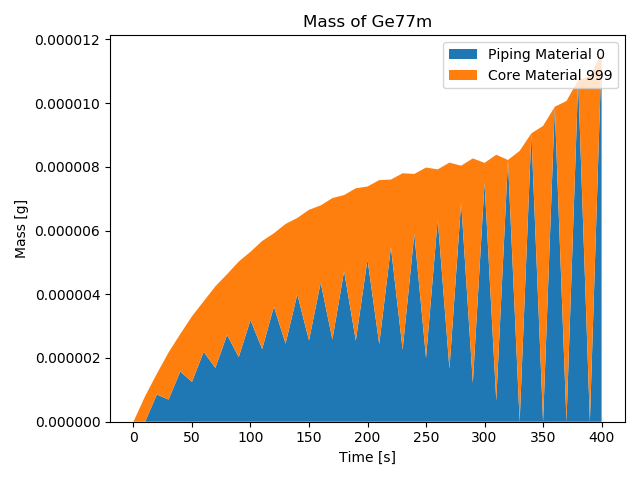 Mass of Ge77m
0.000012
0.000010
0.000008
0.000006
0.000004
0.000002
0.000000
Mass [g]
Piping Material 0
Core Material 999
0 50 100 150 200 250 300 350 400
Time [s]